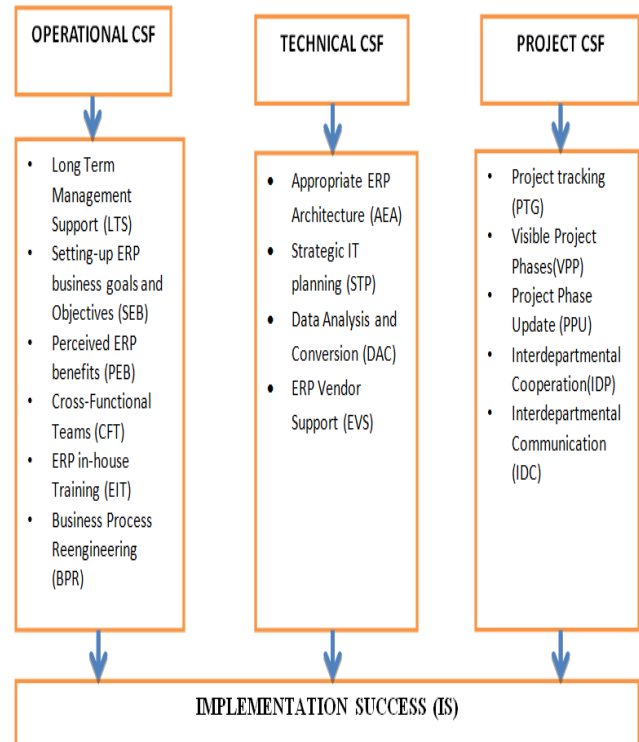 OPERATIONAL CSF
• Long Term
Management
Support (LTS)
• Setting-up ERP
business goals and
Objectives (SEB)
• Perceived ERP
benefits (PEB)
• Cross-Functional
Teams (CFT)
• ERP in-house
Training (EIT)
• Business Process
Reengineering
(BPR)
TECHNICAL CSF
• Appropriate ERP
Architecture (AEA)
• Strategic IT
planning (STP)
• Data Analysis and
Conversion (DAC)
• ERP Vendor
Support (EVS)
PROJECT CSF
• Project tracking
(PTG)
• Visible Project
Phases(VPP)
• Project Phase
Update (PPU)
• Interdepartmental
Cooperation(IDP)
• Interdepartmental
Communication
(IDC)
IMPLEMENTATION SUCCESS (IS)